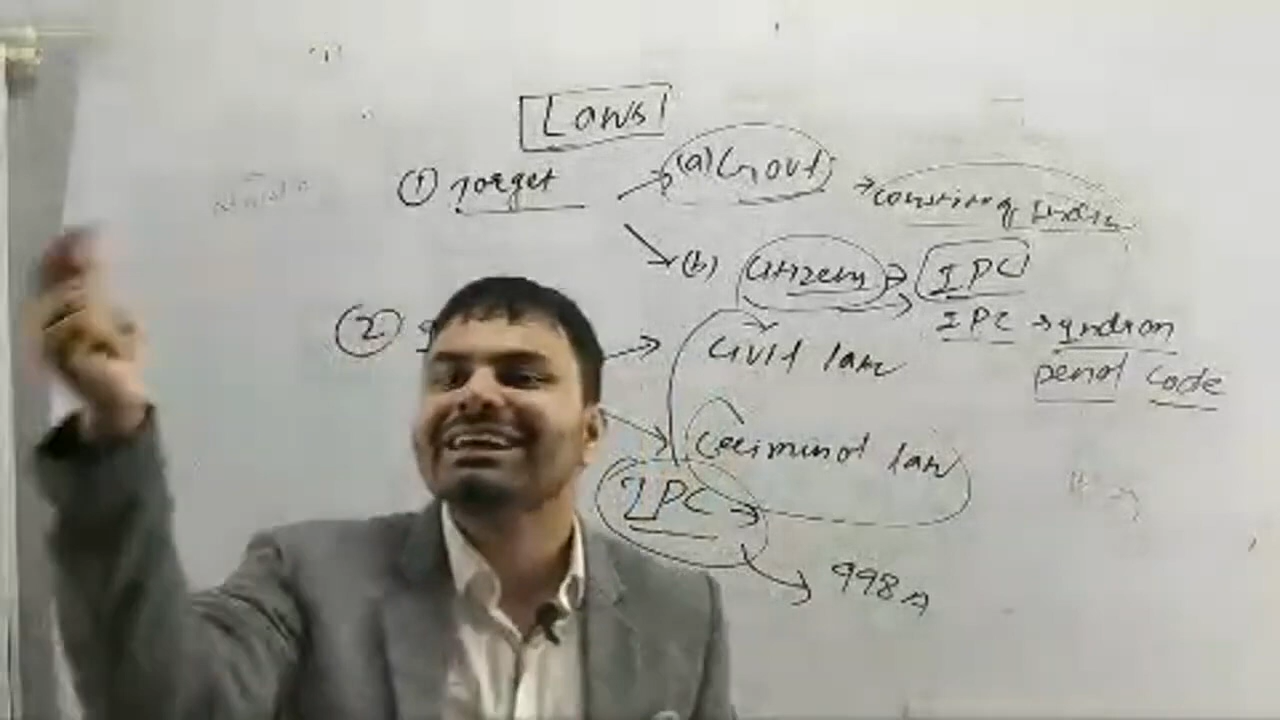 Laws
① Target
(a) Govt → const. of India
(b) citizens → IPC
IPC → Indian
penal code
②
civil law
criminal law
IPC →
498A